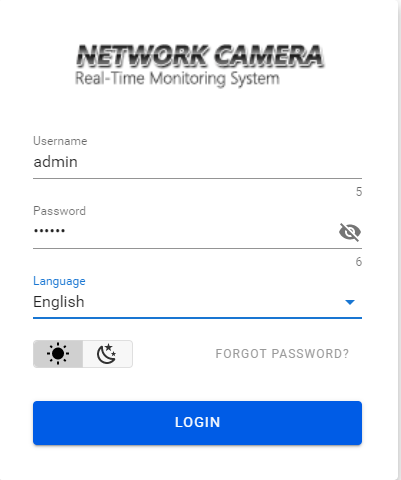 NETWORK CAMERA
Real-Time Monitoring System
Username
admin
5
Password
••••••
6
Language
English
FORGOT PASSWORD?
LOGIN